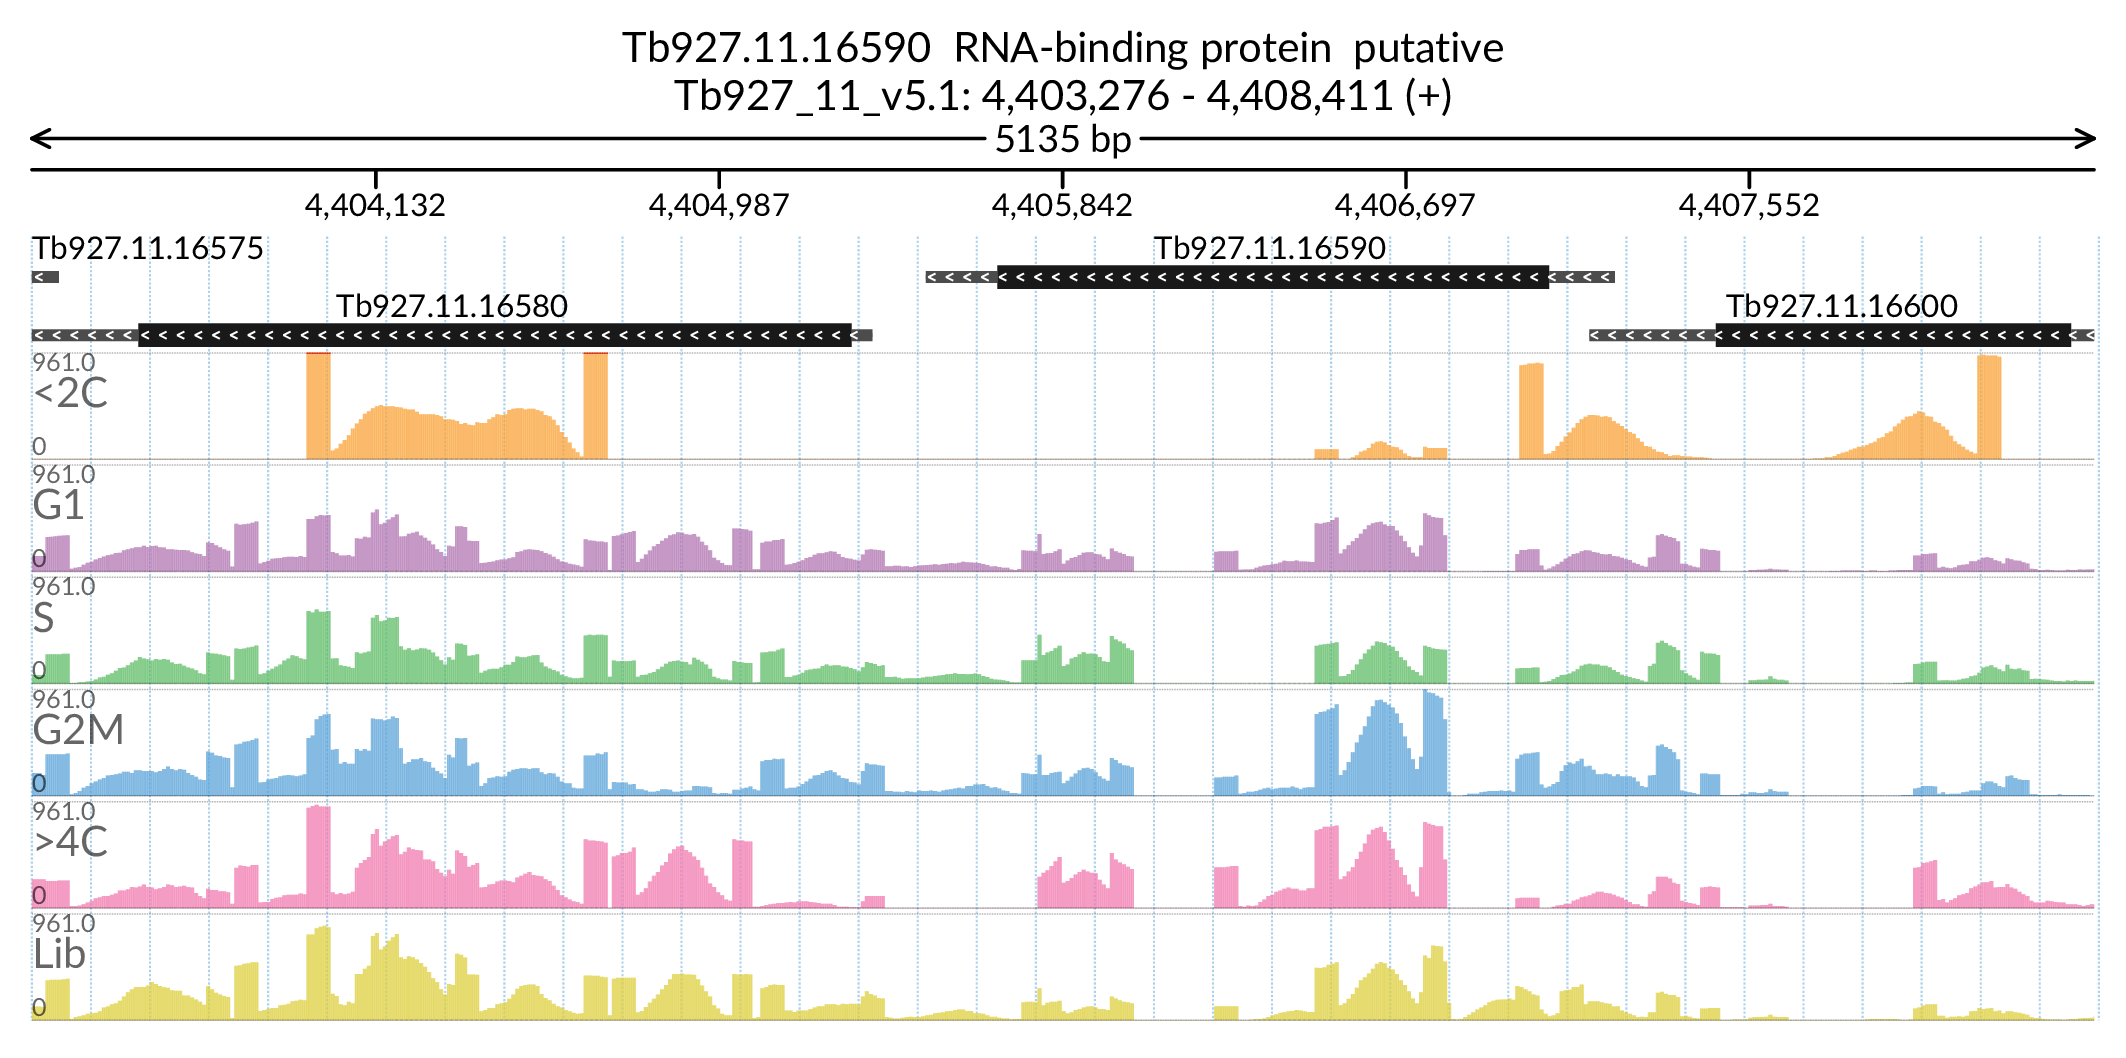 Tb927.11.16590  RNA-binding protein  putative
Tb927_11_v5.1: 4,403,276 - 4,408,411 (+)
5135 bp
4,404,132 4,404,987 4,405,842 4,406,697 4,407,552
Tb927.11.16575 Tb927.11.16590
Tb927.11.16580 Tb927.11.16600
961.0
<2C
0
961.0
G1
0
961.0
S
0
961.0
G2M
0
961.0
>4C
0
961.0
Lib
0